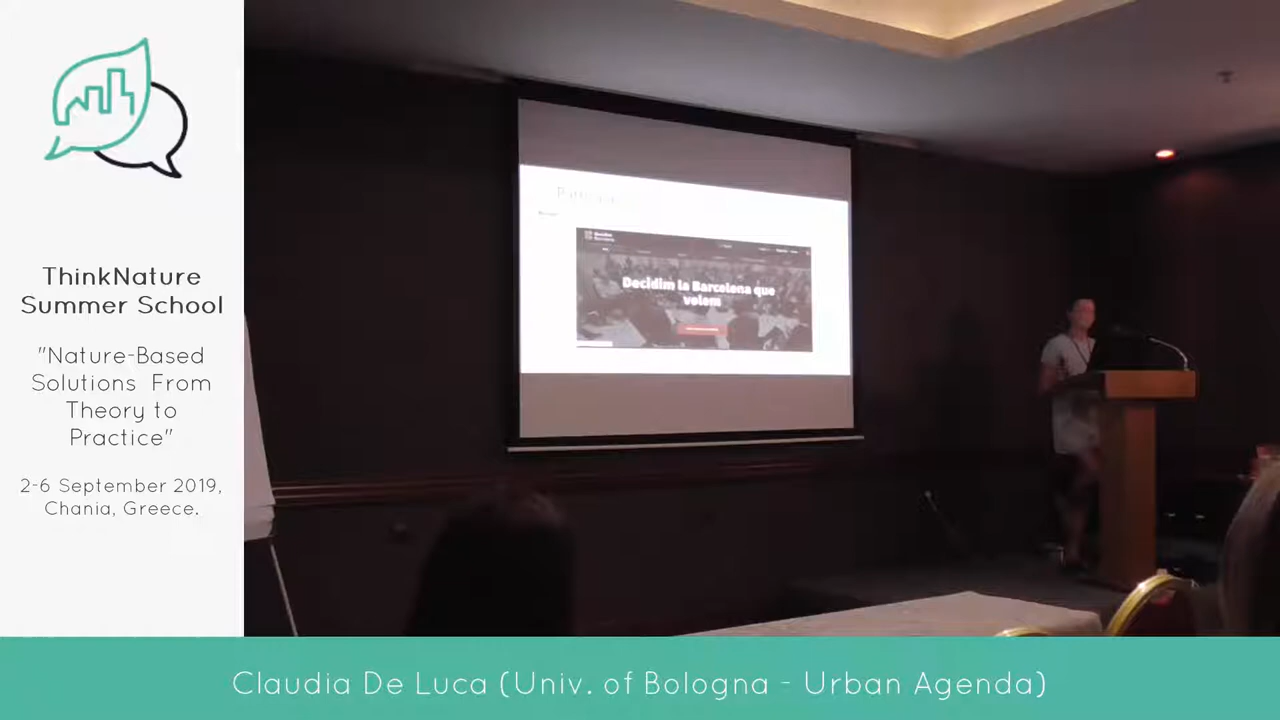 ThinkNature
Summer School
"Nature-Based
Solutions From
Theory to
Practice"
2-6 September 2019,
Chania, Greece.
Decidim la Barcelona que
volem
Claudia De Luca (Univ. of Bologna - Urban Agenda)